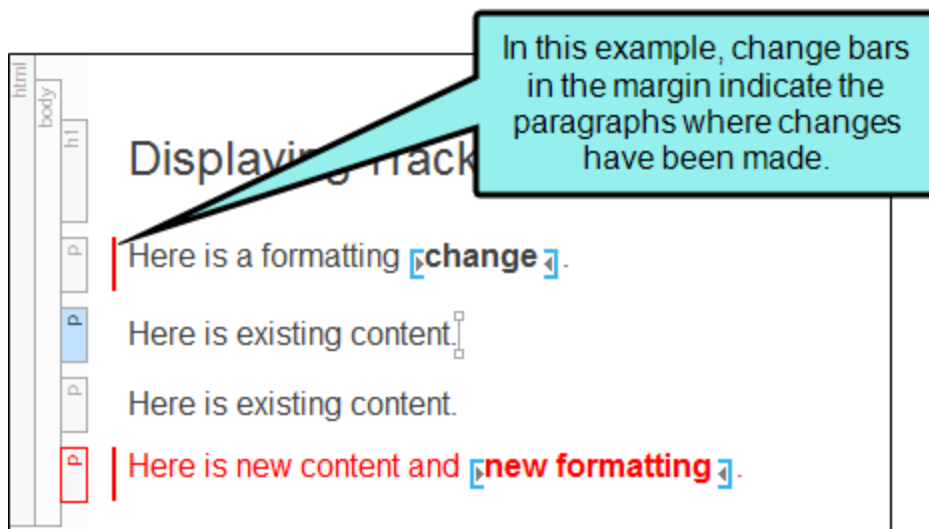 In this example, change bars
in the margin indicate the
paragraphs where changes
have been made.
html
body
h1
Displaying Track
p
Here is a formatting change.
p
Here is existing content.
p
Here is existing content.
p
Here is new content and new formatting.